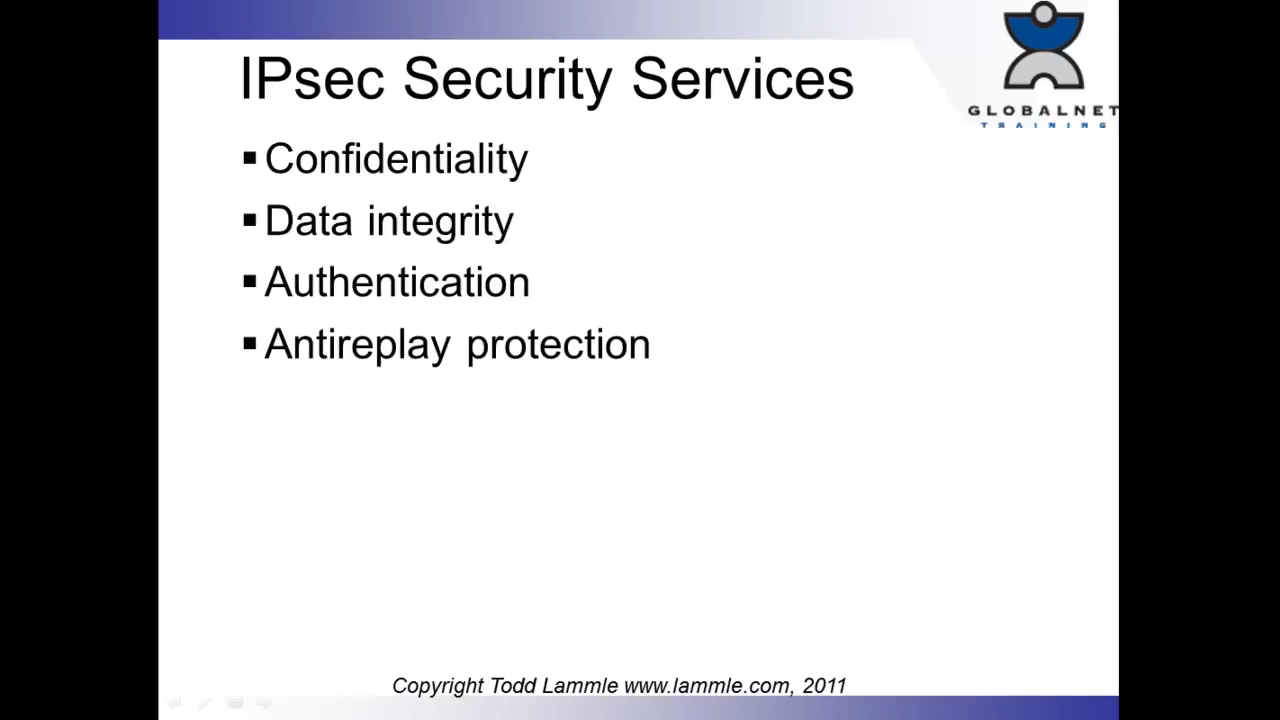 IPsec Security Services
GLOBALNET
TRAINING
▪Confidentiality
▪Data integrity
▪Authentication
▪Antireplay protection
Copyright Todd Lammle www.lammle.com, 2011